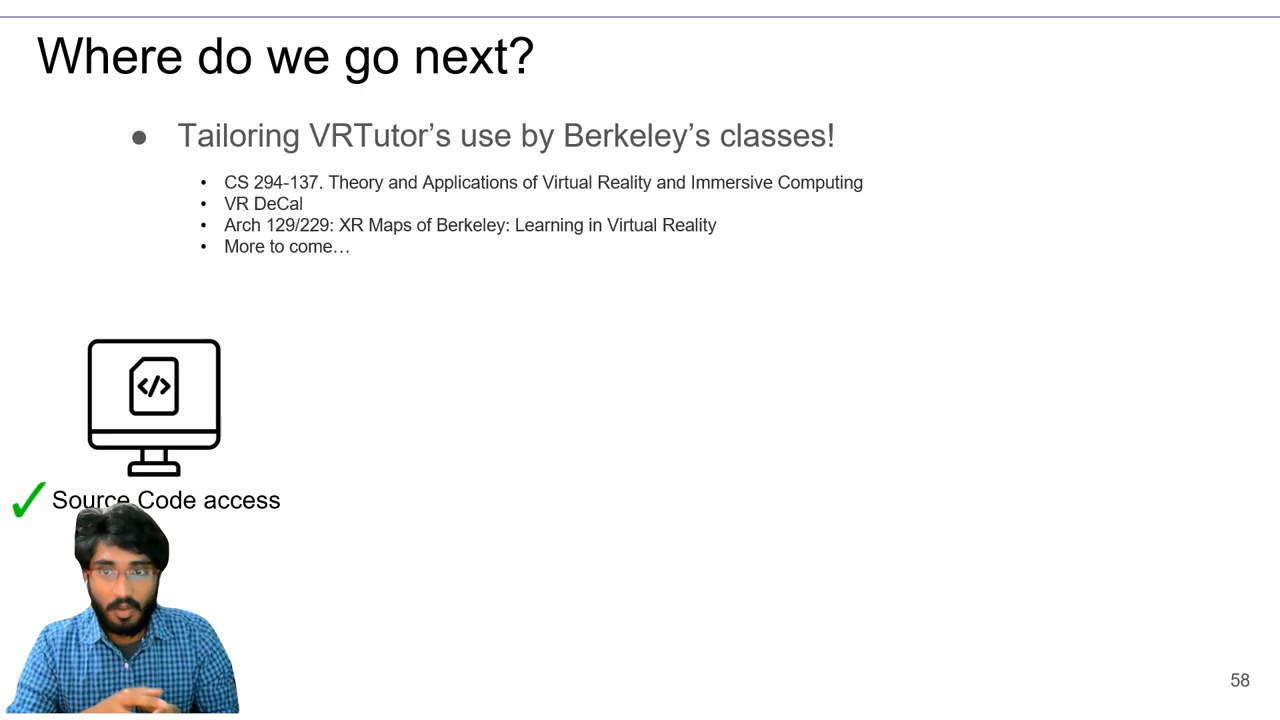 Where do we go next?
● Tailoring VRTutor’s use by Berkeley’s classes!
• CS 294-137. Theory and Applications of Virtual Reality and Immersive Computing
• VR DeCal
• Arch 129/229: XR Maps of Berkeley: Learning in Virtual Reality
• More to come…
</>
✓ Source Code access
58